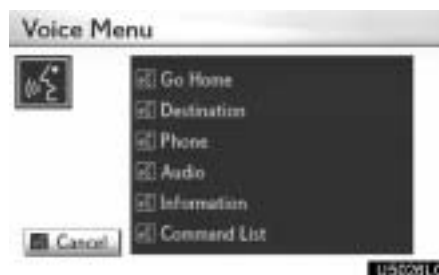 Voice Menu
Go Home
Destination
Phone
Audio
Information
Command List
Cancel